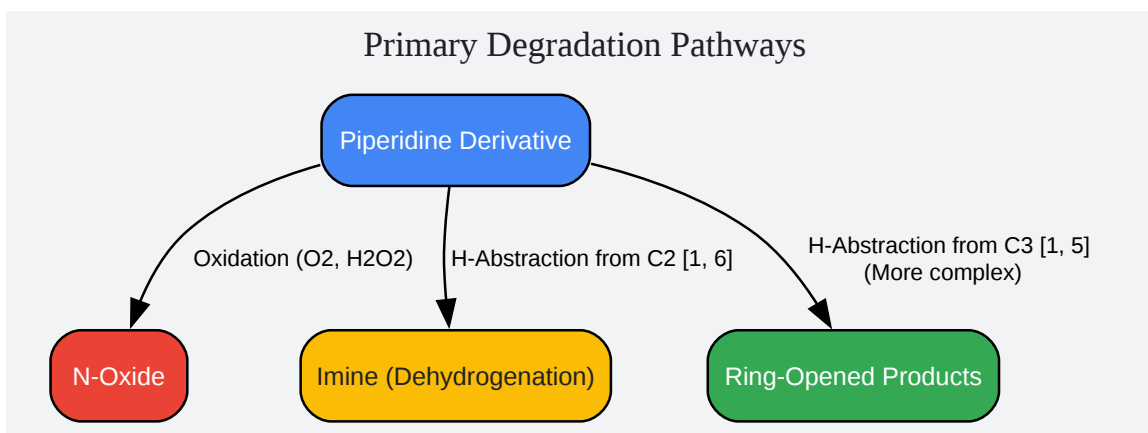 Primary Degradation Pathways
Piperidine Derivative
Oxidation (O2, H2O2)
H-Abstraction from C2 [1, 6]
H-Abstraction from C3 [1, 5]
(More complex)
N-Oxide
Imine (Dehydrogenation)
Ring-Opened Products